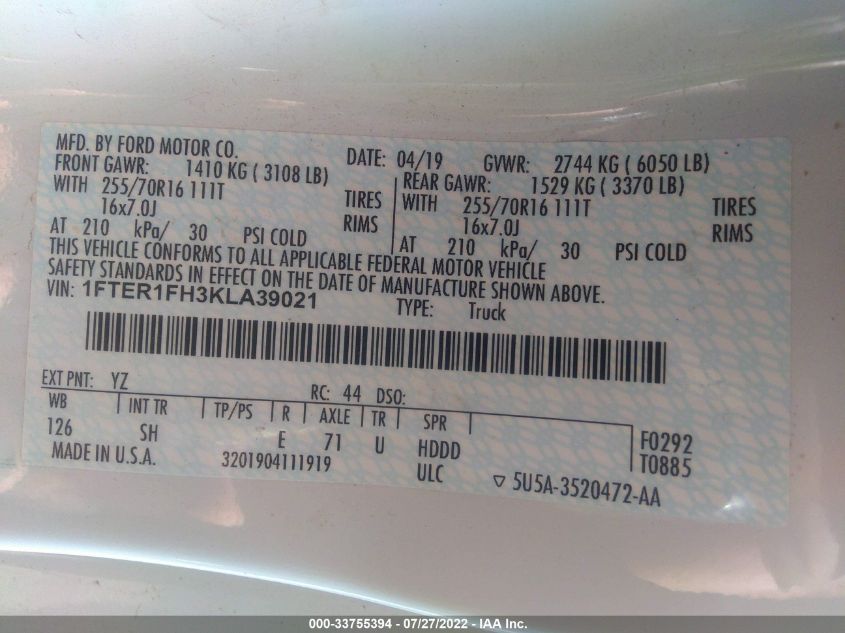 MFD. BY FORD MOTOR CO.
DATE: 04/19 GVWR: 2744 KG ( 6050 LB)
FRONT GAWR: 1410 KG ( 3108 LB) REAR GAWR: 1529 KG ( 3370 LB)
WITH 255/70R16 111T TIRES WITH 255/70R16 111T TIRES
16x7.0J RIMS 16x7.0J RIMS
AT 210 kPa/ 30 PSI COLD AT 210 kPa/ 30 PSI COLD
THIS VEHICLE CONFORMS TO ALL APPLICABLE FEDERAL MOTOR VEHICLE
SAFETY STANDARDS IN EFFECT ON THE DATE OF MANUFACTURE SHOWN ABOVE.
VIN: 1FTER1FH3KLA39021 TYPE: Truck
EXT PNT: YZ RC: 44 DSO:
WB INT TR TP/PS R AXLE TR SPR
126 SH E 71 U HDDD F0292
MADE IN U.S.A. 3201904111919 ULC T0885
5U5A-3520472-AA
000-33755394 - 07/27/2022 - IAA Inc.